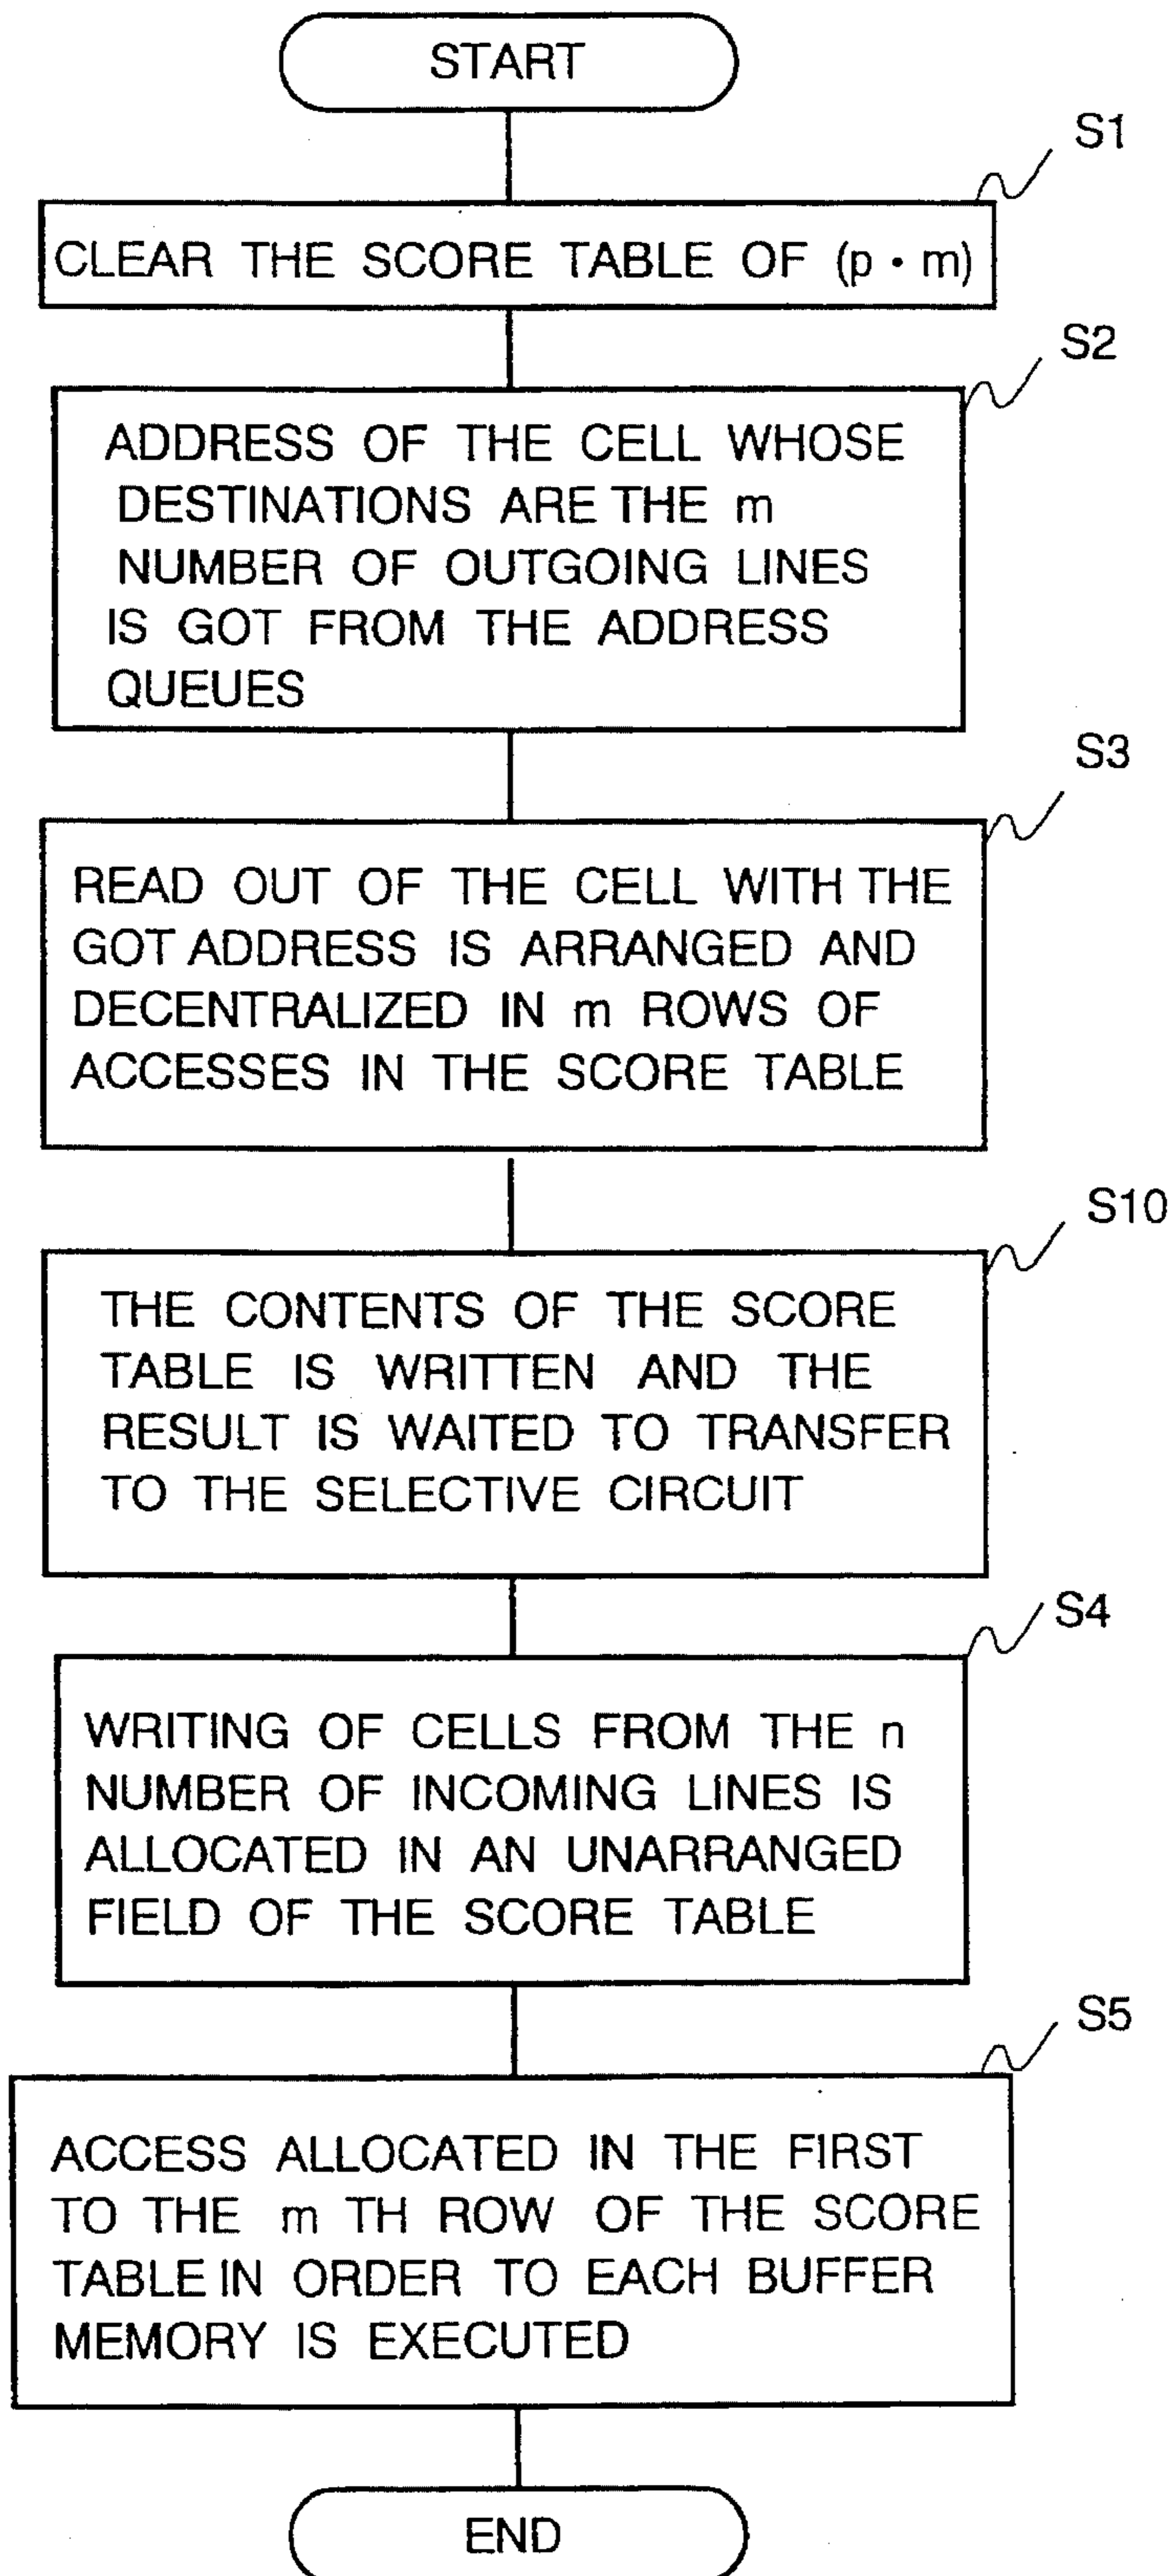 START
S1
CLEAR THE SCORE TABLE OF (p · m)
S2
ADDRESS OF THE CELL WHOSE
DESTINATIONS ARE THE m
NUMBER OF OUTGOING LINES
IS GOT FROM THE ADDRESS
QUEUES
S3
READ OUT OF THE CELL WITH THE
GOT ADDRESS IS ARRANGED AND
DECENTRALIZED IN m ROWS OF
ACCESSES IN THE SCORE TABLE
S10
THE CONTENTS OF THE SCORE
TABLE IS WRITTEN AND THE
RESULT IS WAITED TO TRANSFER
TO THE SELECTIVE CIRCUIT
S4
WRITING OF CELLS FROM THE n
NUMBER OF INCOMING LINES IS
ALLOCATED IN AN UNARRANGED
FIELD OF THE SCORE TABLE
S5
ACCESS ALLOCATED IN THE FIRST
TO THE m TH ROW OF THE SCORE
TABLE IN ORDER TO EACH BUFFER
MEMORY IS EXECUTED
END